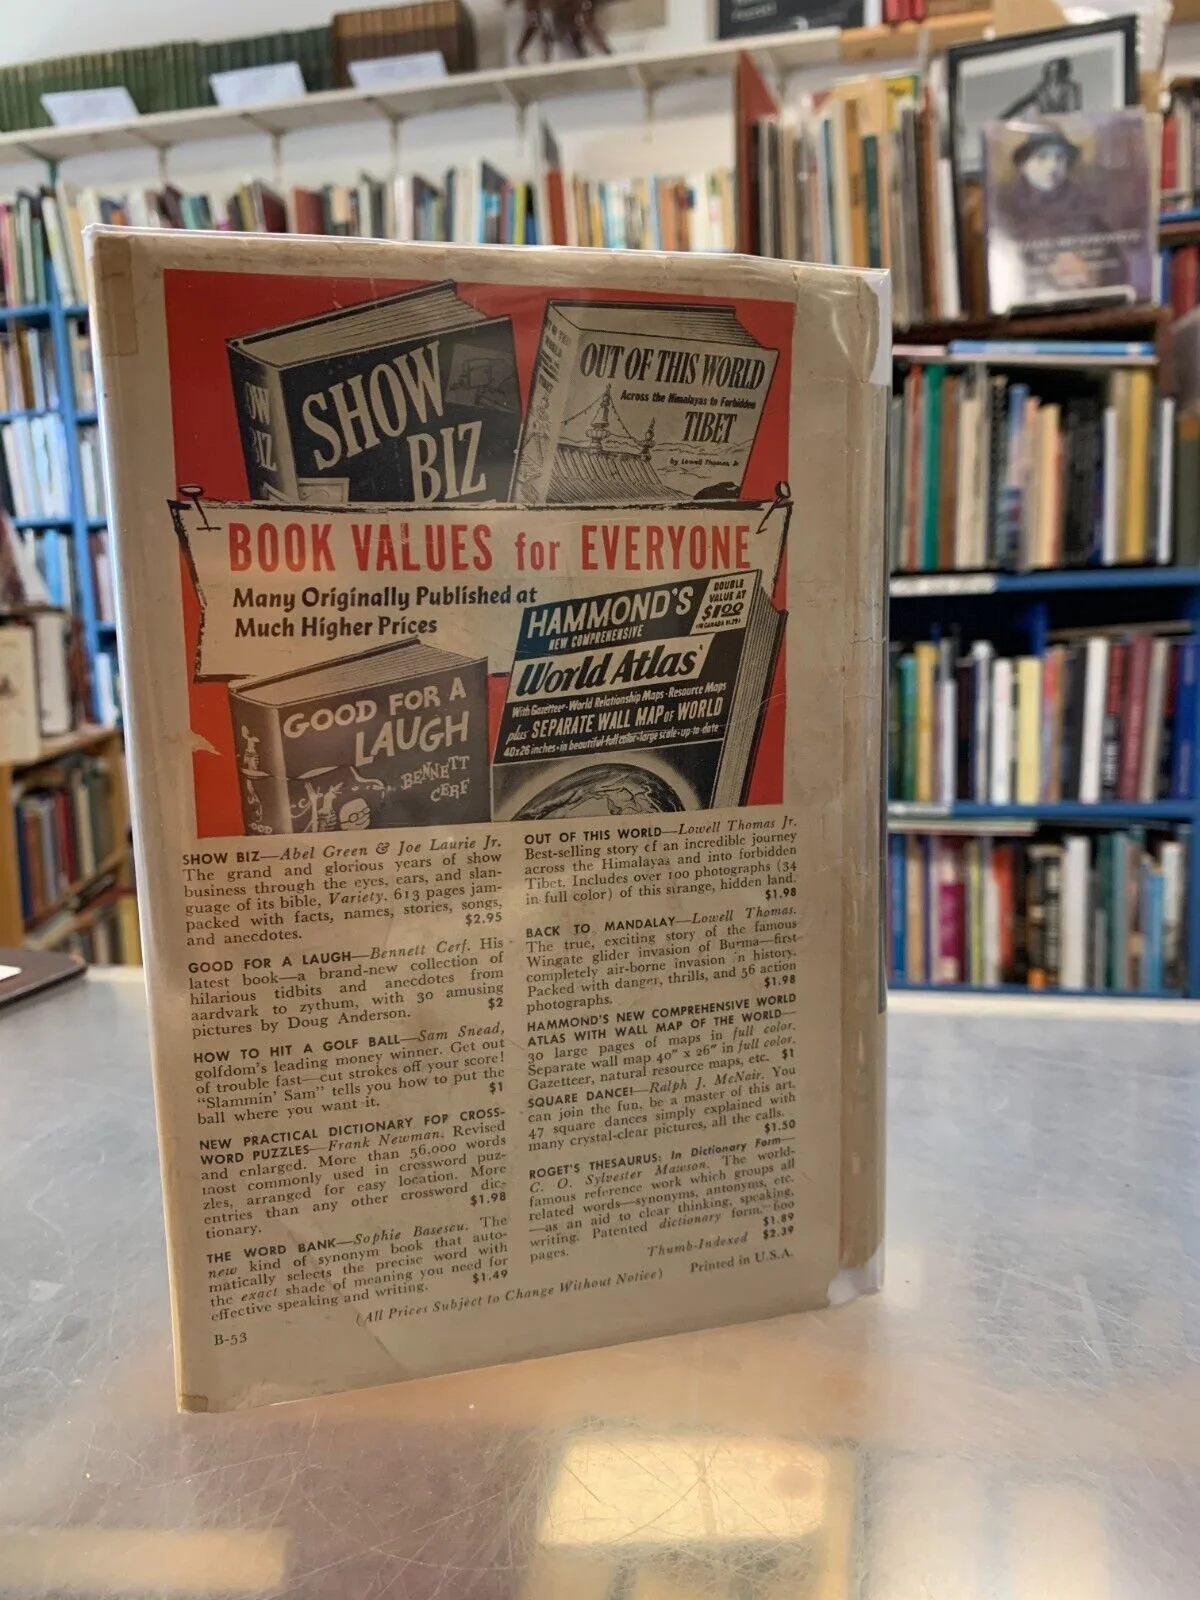 SHOW
BIZ
OW
BIZ
OUT OF THIS WORLD
Across the Himalayas to Forbidden
TIBET
by Lowell Thomas, Jr
BOOK VALUES for EVERYONE
Many Originally Published at
Much Higher Prices
HAMMOND'S
NEW COMPREHENSIVE
DOUBLE
VALUE AT
$1.00
World Atlas
With Gazetteer - World Relationship Maps - Resource Maps
plus SEPARATE WALL MAP of WORLD
40x26 inches - in beautiful full color - large scale - up-to-date
GOOD FOR A
LAUGH
BENNETT
CERF
SHOW BIZ—Abel Green & Joe Laurie Jr.
The grand and glorious years of show
business through the eyes, ears, and slan-
guage of its bible, Variety. 613 pages jam-
packed with facts, names, stories, songs,
and anecdotes. $2.95
GOOD FOR A LAUGH—Bennett Cerf. His
latest book—a brand-new collection of
hilarious tidbits and anecdotes from
aardvark to zythum, with 30 amusing
pictures by Doug Anderson. $2
HOW TO HIT A GOLF BALL—Sam Snead,
golfdom's leading money winner. Get out
of trouble fast—cut strokes off your score!
"Slammin' Sam" tells you how to put the
ball where you want it. $1
NEW PRACTICAL DICTIONARY FOR CROSS-
WORD PUZZLES—Frank Newman. Revised
and enlarged. More than 56,000 words
most commonly used in crossword puz-
zles, arranged for easy location. More
entries than any other crossword dic-
tionary. $1.98
THE WORD BANK—Sophie Basescu. The
new kind of synonym book that auto-
matically selects the precise word with
the exact shade of meaning you need for
effective speaking and writing. $1.49
OUT OF THIS WORLD—Lowell Thomas Jr.
Best-selling story of an incredible journey
across the Himalayas and into forbidden
Tibet. Includes over 100 photographs (34
in full color) of this strange, hidden land.
$1.98
BACK TO MANDALAY—Lowell Thomas.
The true, exciting story of the famous
Wingate glider invasion of Burma—first
completely air-borne invasion in history.
Packed with danger, thrills, and 56 action
photographs. $1.98
HAMMOND'S NEW COMPREHENSIVE WORLD
ATLAS WITH WALL MAP OF THE WORLD—
30 large pages of maps in full color.
Separate wall map 40" x 26" in full color.
Gazetteer, natural resource maps, etc. $1
SQUARE DANCE!—Ralph J. McNair. You
can join the fun, be a master of this art.
47 square dances simply explained with
many crystal-clear pictures, all the calls.
$1.50
ROGET'S THESAURUS: In Dictionary Form—
C. O. Sylvester Mawson. The world-
famous reference work which groups all
related words—synonyms, antonyms, etc.
—as an aid to clear thinking, speaking,
writing. Patented dictionary form. 600
pages. $1.89
Thumb-Indexed $2.39
(All Prices Subject to Change Without Notice)
Printed in U.S.A.
B-53